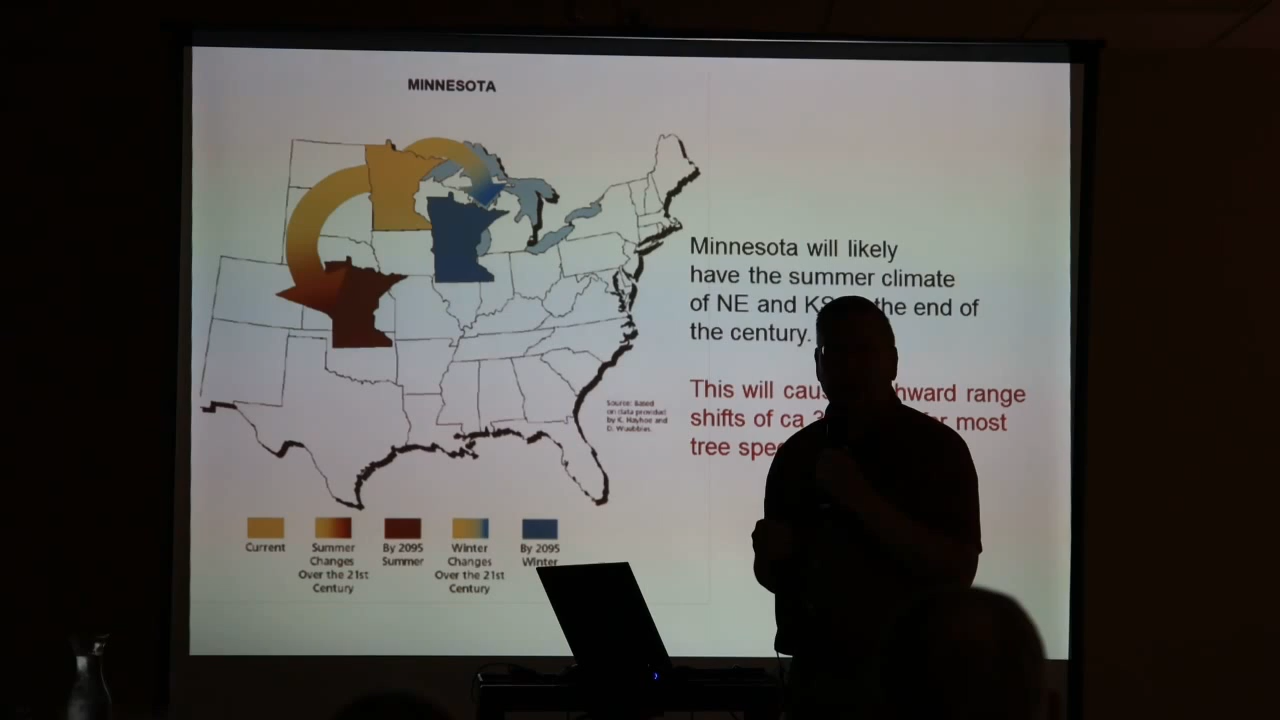 MINNESOTA
Minnesota will likely
have the summer climate
of NE and KS the end of
the century.
This will hward range
shifts of ca most
tree
Source: Based
on data provided
by K. Hayhoe and
D. Wuebbles.
Current
Summer
Changes
Over the 21st
Century
By 2095
Summer
Winter
Changes
Over the 21st
Century
By 2095
Winter